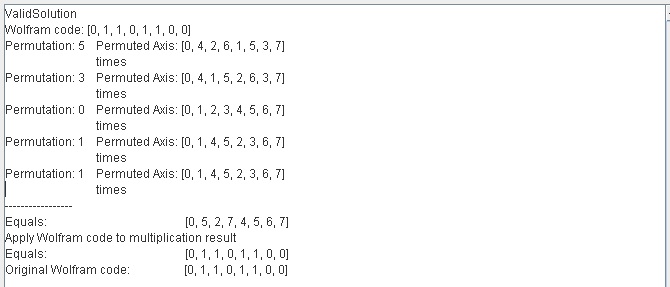 ValidSolution
Wolfram code: [0, 1, 1, 0, 1, 1, 0, 0]
Permutation: 5 Permuted Axis: [0, 4, 2, 6, 1, 5, 3, 7]
times
Permutation: 3 Permuted Axis: [0, 4, 1, 5, 2, 6, 3, 7]
times
Permutation: 0 Permuted Axis: [0, 1, 2, 3, 4, 5, 6, 7]
times
Permutation: 1 Permuted Axis: [0, 1, 4, 5, 2, 3, 6, 7]
times
Permutation: 1 Permuted Axis: [0, 1, 4, 5, 2, 3, 6, 7]
times
-----------------
Equals: [0, 5, 2, 7, 4, 5, 6, 7]
Apply Wolfram code to multiplication result
Equals: [0, 1, 1, 0, 1, 1, 0, 0]
Original Wolfram code: [0, 1, 1, 0, 1, 1, 0, 0]